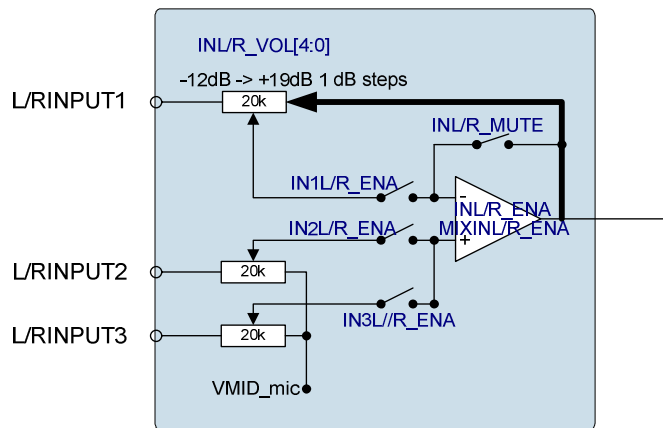 INL/R_VOL[4:0]
-12dB -> +19dB 1 dB steps
L/RINPUT1
20k
INL/R_MUTE
IN1L/R_ENA
-
INL/R_ENA
IN2L/R_ENA
MIXINL/R_ENA
+
L/RINPUT2
20k
IN3L//R_ENA
L/RINPUT3
20k
VMID_mic